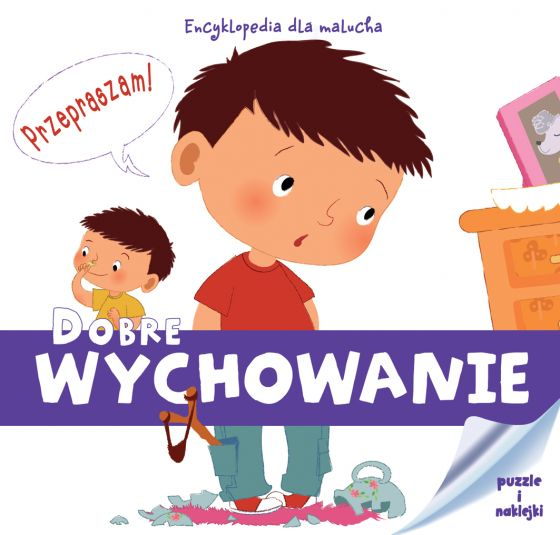 Encyklopedia dla malucha
Przepraszam!
DOBRE
WYCHOWANIE
puzzle
i
naklejki